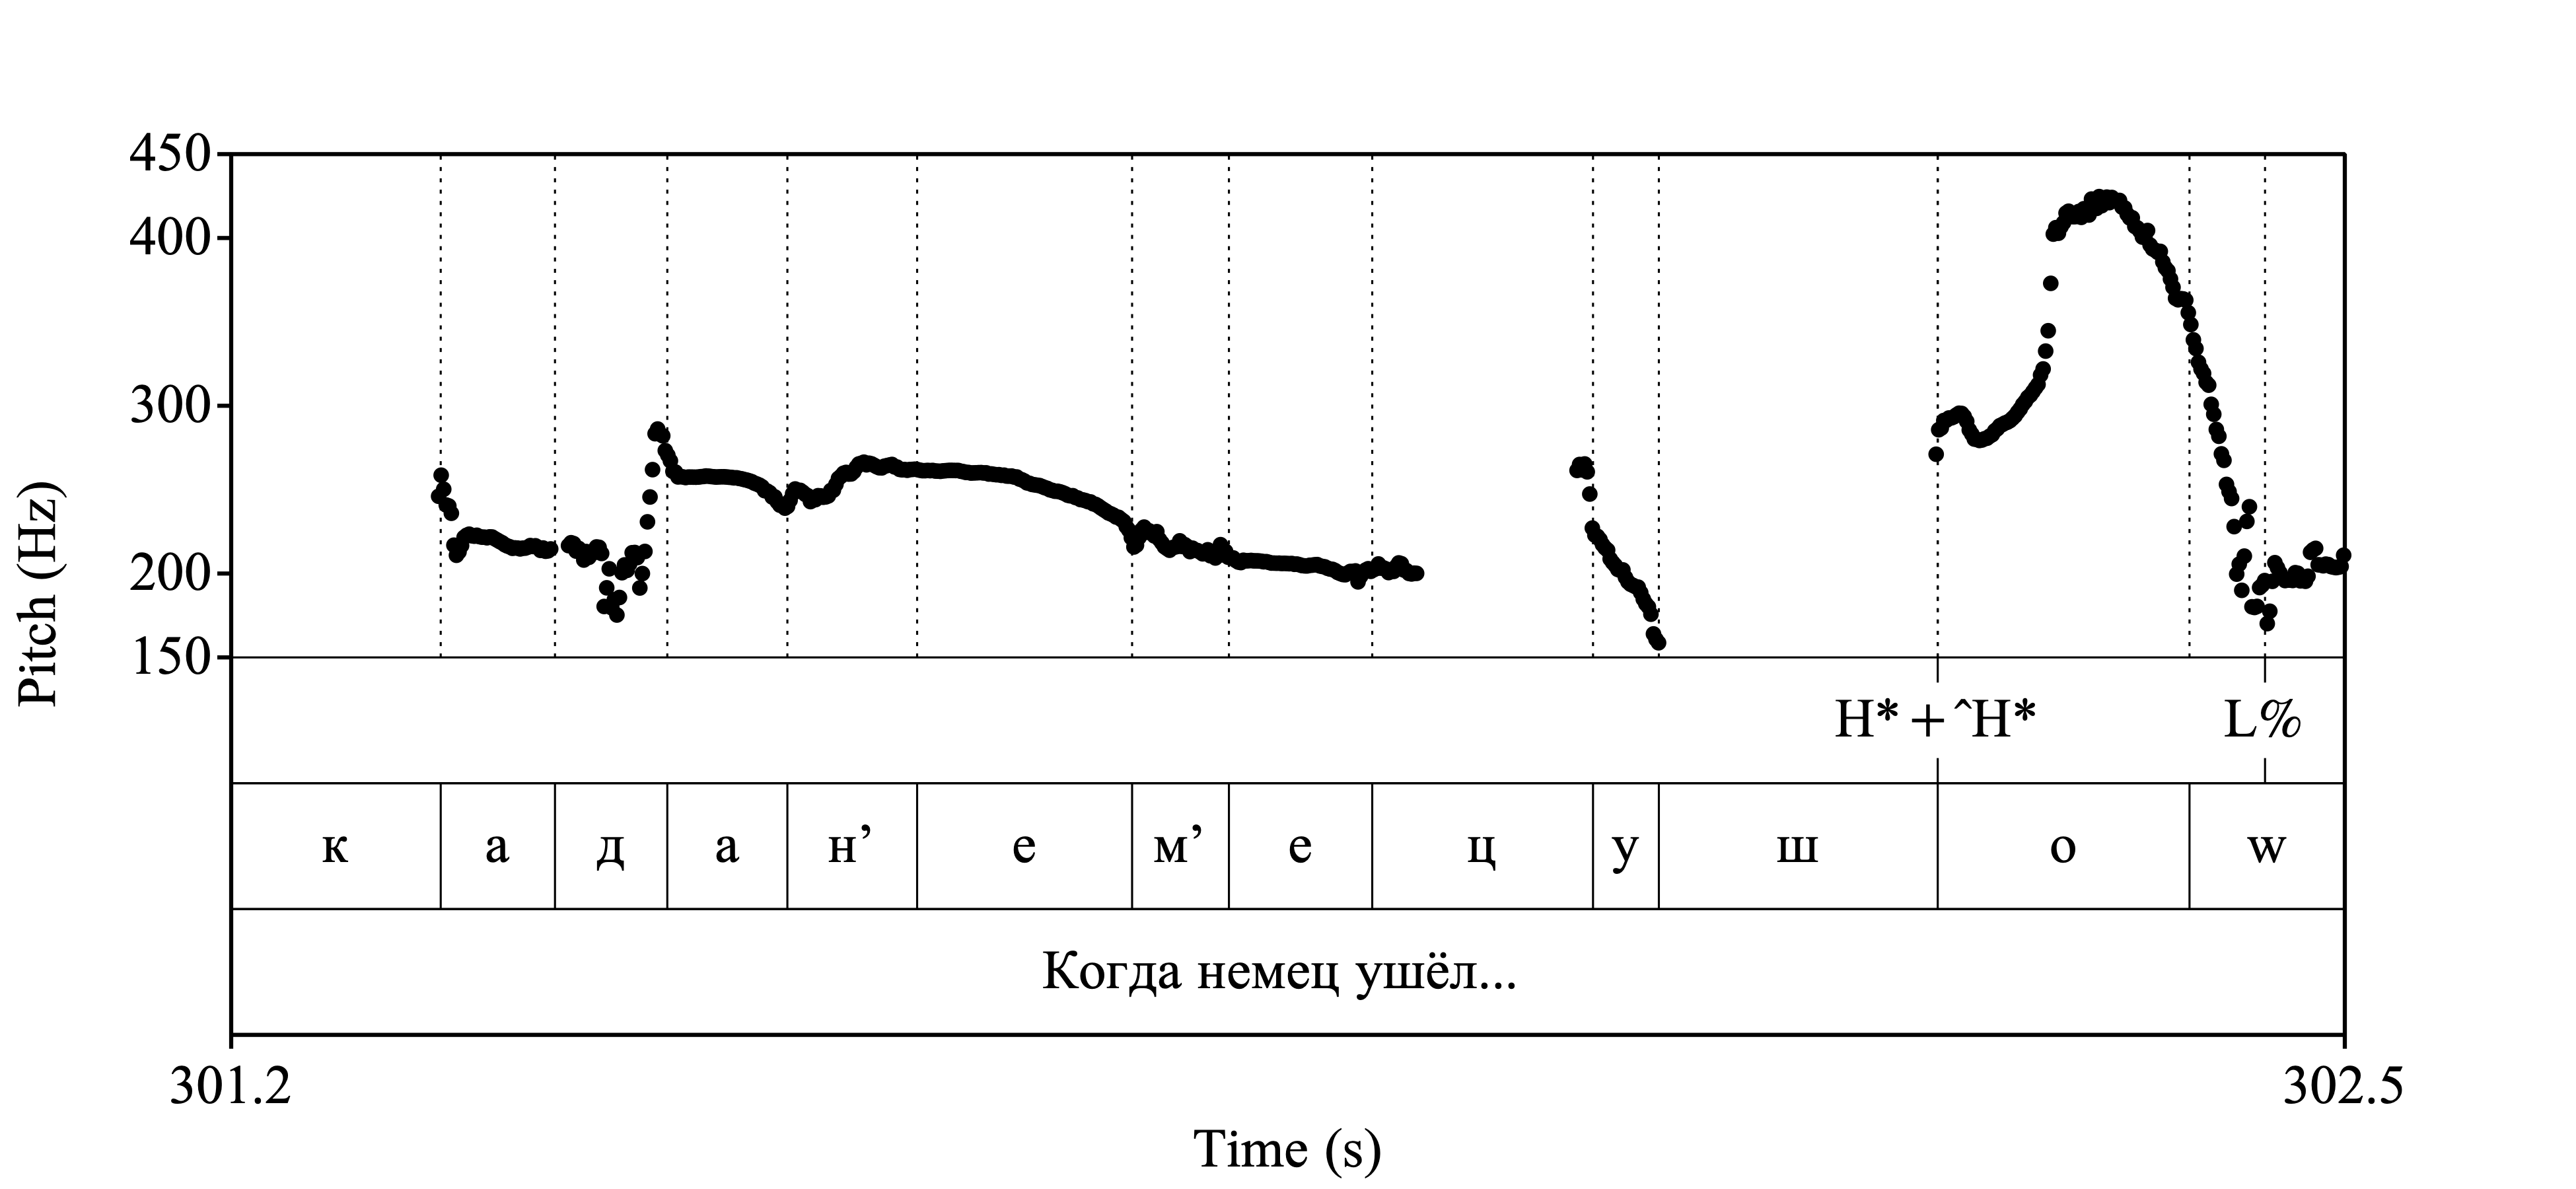 450
400
300
200
150
Pitch (Hz)
H* + ˆH* L%
к а д а н’ е м’ е ц у ш о w
Когда немец ушёл...
301.2 302.5
Time (s)